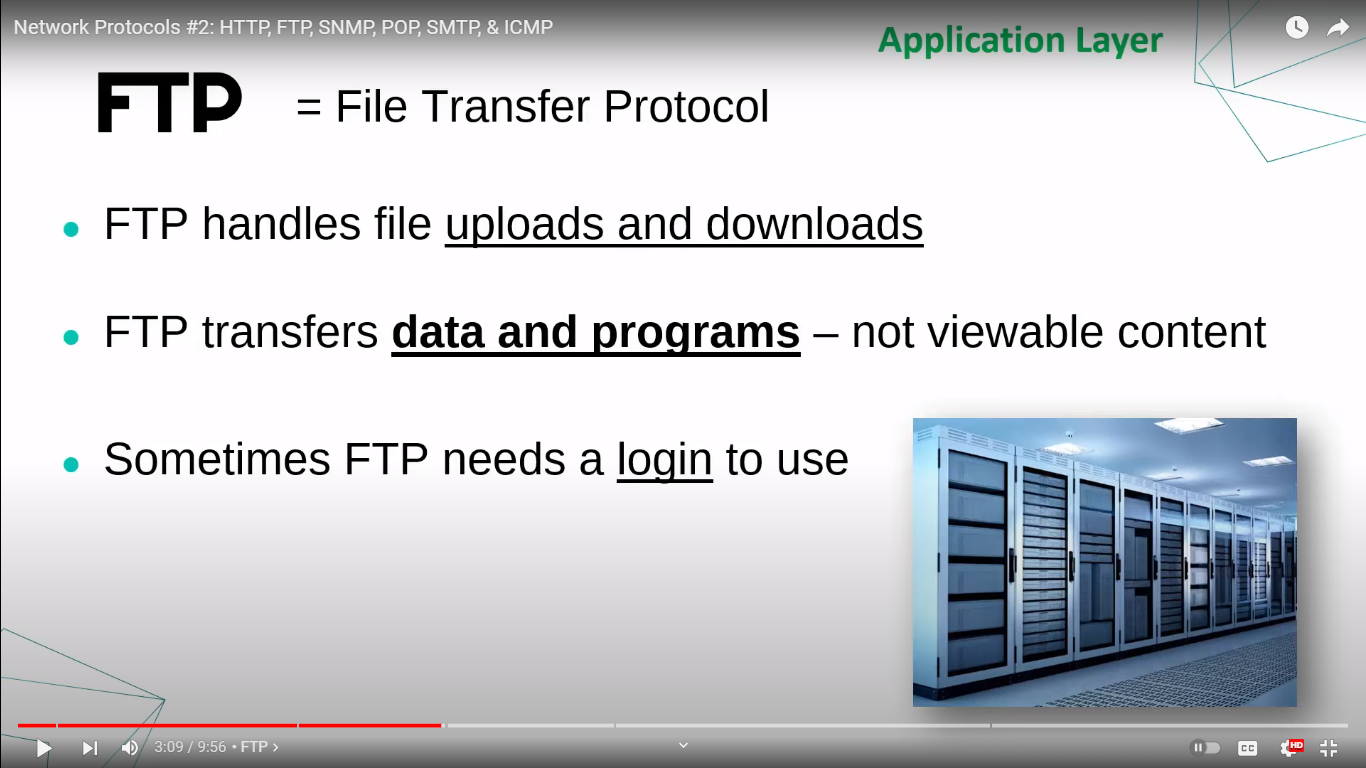 Network Protocols #2: HTTP, FTP, SNMP, POP, SMTP, & ICMP
Application Layer
FTP = File Transfer Protocol
FTP handles file uploads and downloads
FTP transfers data and programs – not viewable content
Sometimes FTP needs a login to use
3:09 / 9:56 • FTP >
CC
HD